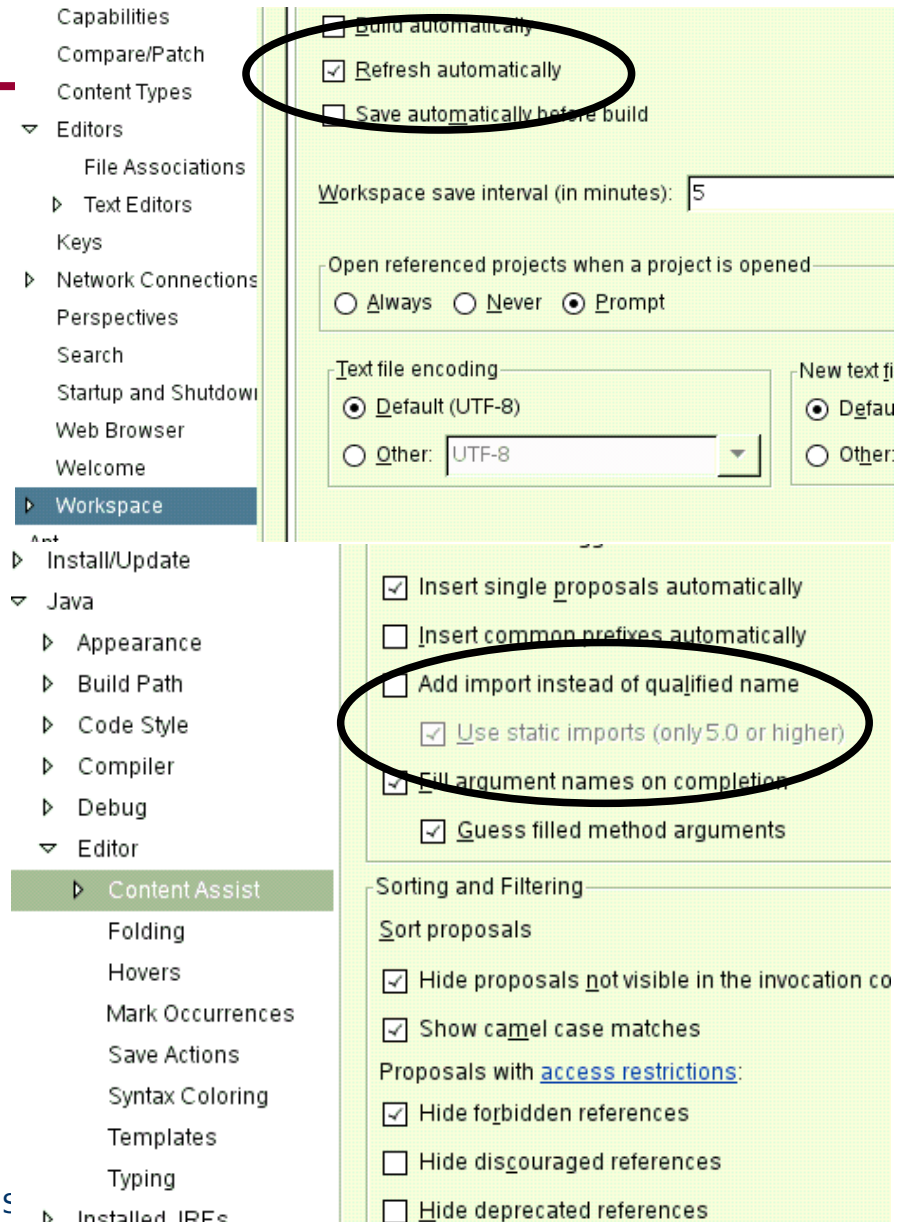 Capabilities
Compare/Patch
Content Types
Editors
File Associations
Text Editors
Keys
Network Connections
Perspectives
Search
Startup and Shutdown
Web Browser
Welcome
Workspace
Build automatically
Refresh automatically
Save automatically before build
Workspace save interval (in minutes): 5
Open referenced projects when a project is opened
Always Never Prompt
Text file encoding
Default (UTF-8)
Other: UTF-8
New text fi
Defau
Other:
Ant
Install/Update
Java
Appearance
Build Path
Code Style
Compiler
Debug
Editor
Content Assist
Folding
Hovers
Mark Occurrences
Save Actions
Syntax Coloring
Templates
Typing
Installed JREs
Insert single proposals automatically
Insert common prefixes automatically
Add import instead of qualified name
Use static imports (only 5.0 or higher)
Fill argument names on completion
Guess filled method arguments
Sorting and Filtering
Sort proposals
Hide proposals not visible in the invocation co
Show camel case matches
Proposals with access restrictions:
Hide forbidden references
Hide discouraged references
Hide deprecated references